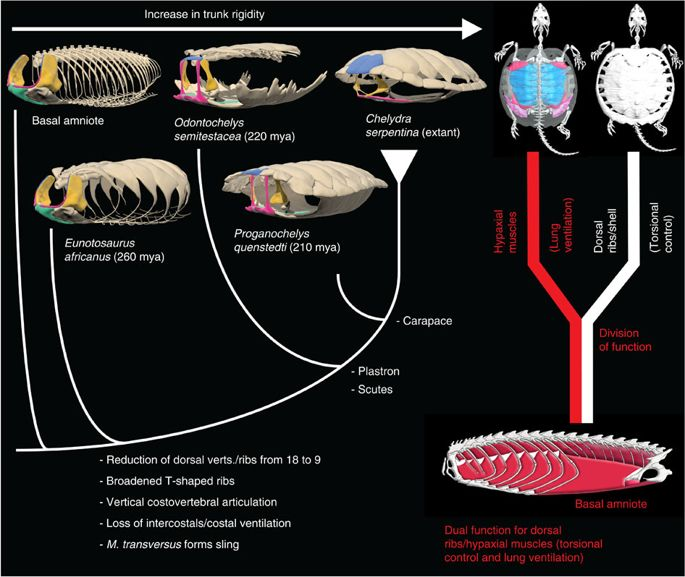 Increase in trunk rigidity
Basal amniote
Odontochelys
semitestacea (220 mya)
Chelydra
serpentina (extant)
Eunotosaurus
africanus (260 mya)
Proganochelys
quenstedti (210 mya)
- Carapace
- Plastron
- Scutes
- Reduction of dorsal verts./ribs from 18 to 9
- Broadened T-shaped ribs
- Vertical costovertebral articulation
- Loss of intercostals/costal ventilation
- M. transversus forms sling
Hypaxial
muscles
(Lung
ventilation)
Dorsal
ribs/shell
(Torsional
control)
Division
of function
Basal amniote
Dual function for dorsal
ribs/hypaxial muscles (torsional
control and lung ventilation)